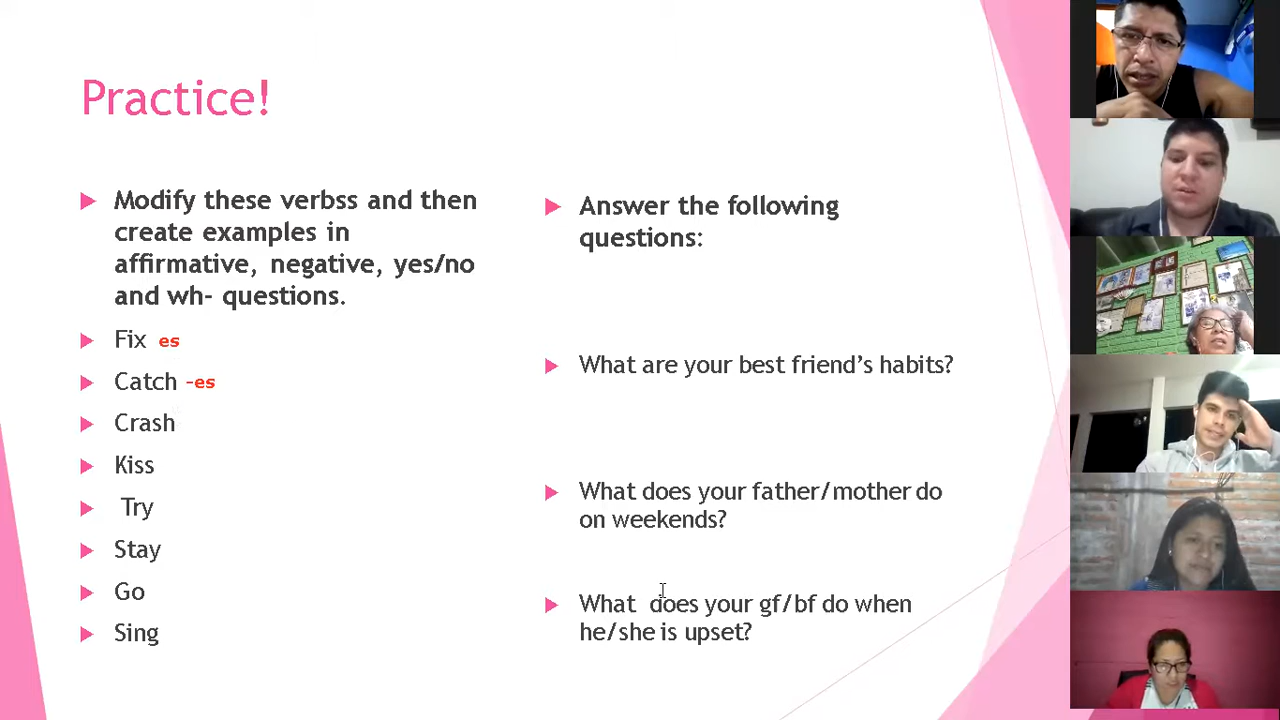 Practice!
Modify these verbss and then
create examples in
affirmative, negative, yes/no
and wh- questions.
Fix es
Catch -es
Crash
Kiss
Try
Stay
Go
Sing
Answer the following
questions:
What are your best friend’s habits?
What does your father/mother do
on weekends?
What does your gf/bf do when
he/she is upset?